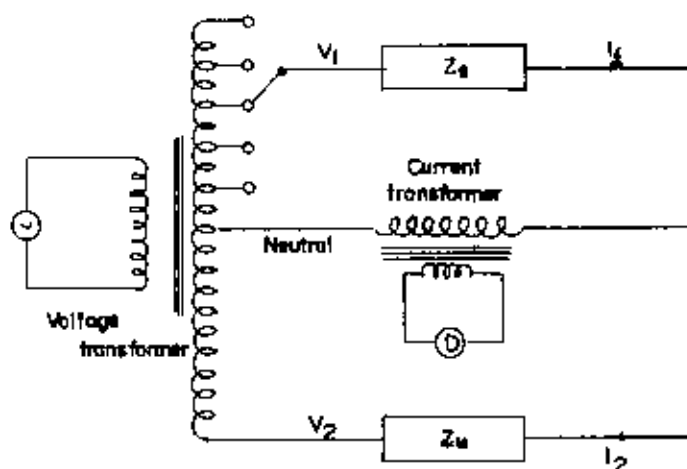 V1
Zs
I1
Current
transformer
Neutral
Voltage
transformer
D
V2
Zu
I2